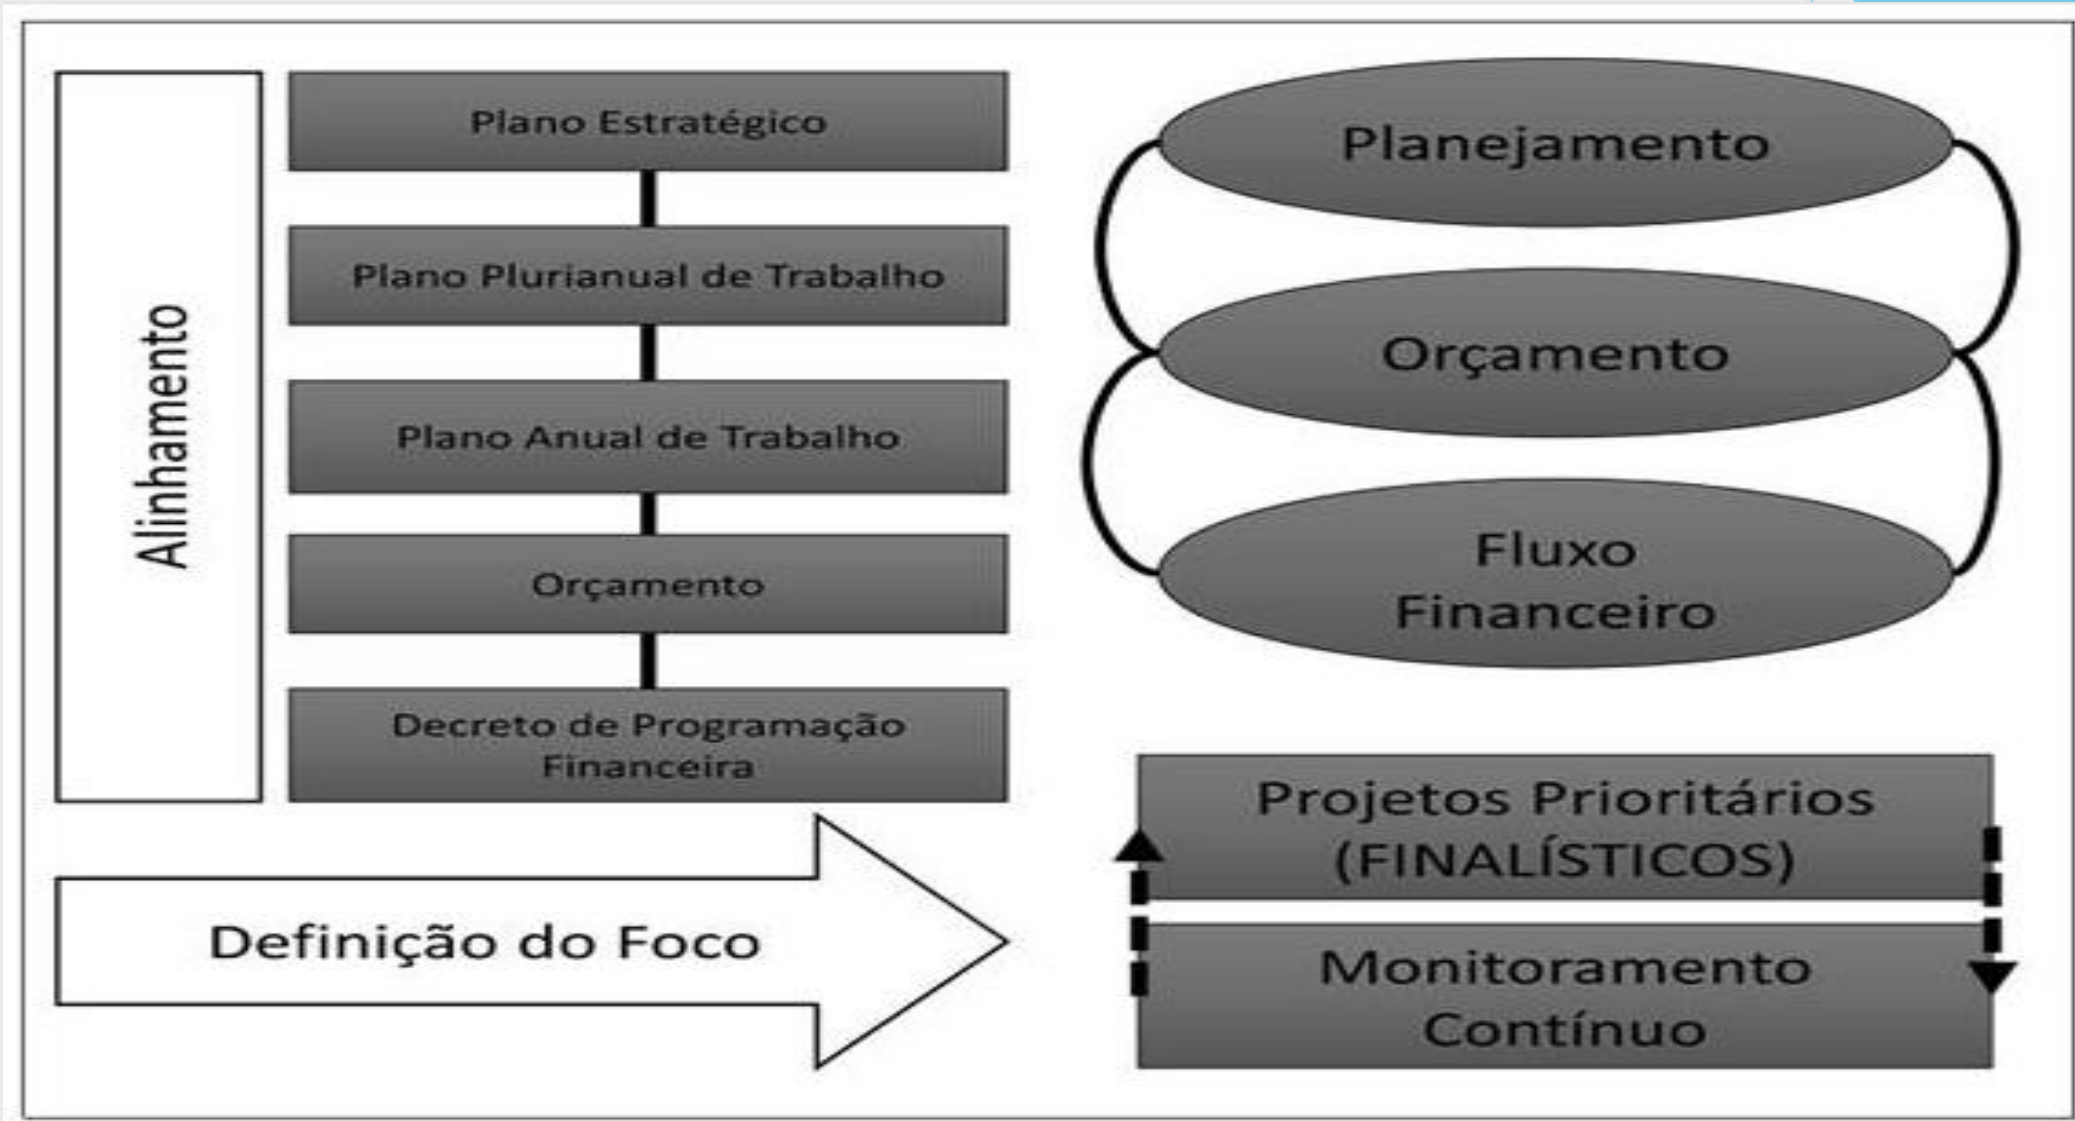 Alinhamento
Plano Estratégico
Plano Plurianual de Trabalho
Plano Anual de Trabalho
Orçamento
Decreto de Programação
Financeira
Planejamento
Orçamento
Fluxo
Financeiro
Definição do Foco
Projetos Prioritários
(FINALÍSTICOS)
Monitoramento
Contínuo